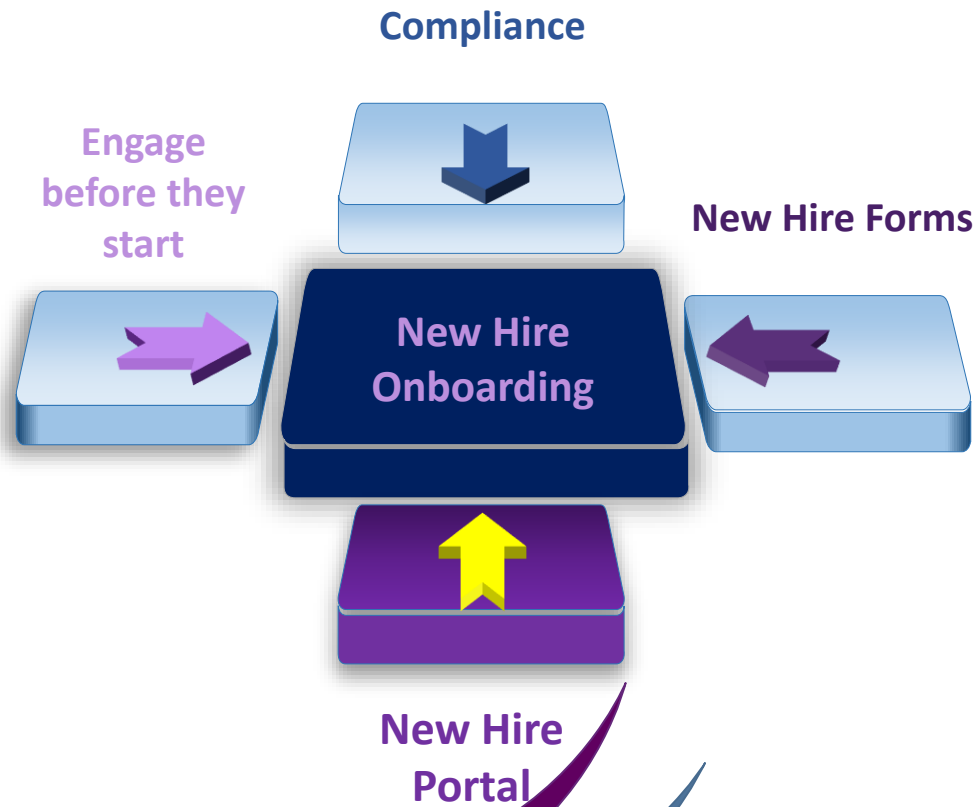 Compliance
Engage
before they
start
New Hire Forms
New Hire
Onboarding
New Hire
Portal